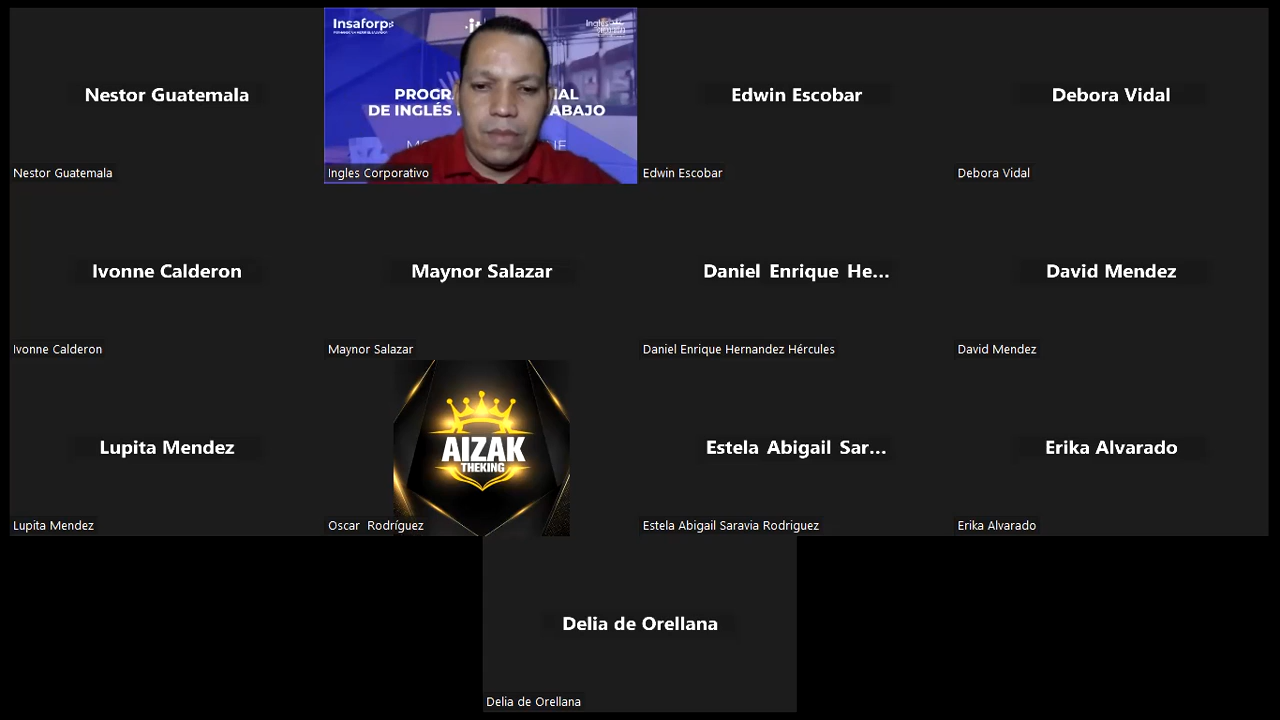 Nestor Guatemala
Nestor Guatemala
Insaforp
PROGR
AL
DE INGLÉS
ABAJO
Ingles Corporativo
Edwin Escobar
Edwin Escobar
Debora Vidal
Debora Vidal
Ivonne Calderon
Ivonne Calderon
Maynor Salazar
Maynor Salazar
Daniel Enrique He...
Daniel Enrique Hernandez Hércules
David Mendez
David Mendez
Lupita Mendez
Lupita Mendez
AIZAK
THEKING
Oscar Rodríguez
Estela Abigail Sar...
Estela Abigail Saravia Rodriguez
Erika Alvarado
Erika Alvarado
Delia de Orellana
Delia de Orellana